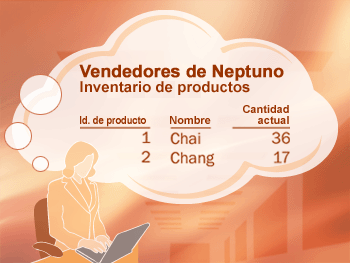 Vendedores de Neptuno
Inventario de productos
Id. de producto Nombre Cantidad actual
1 Chai 36
2 Chang 17